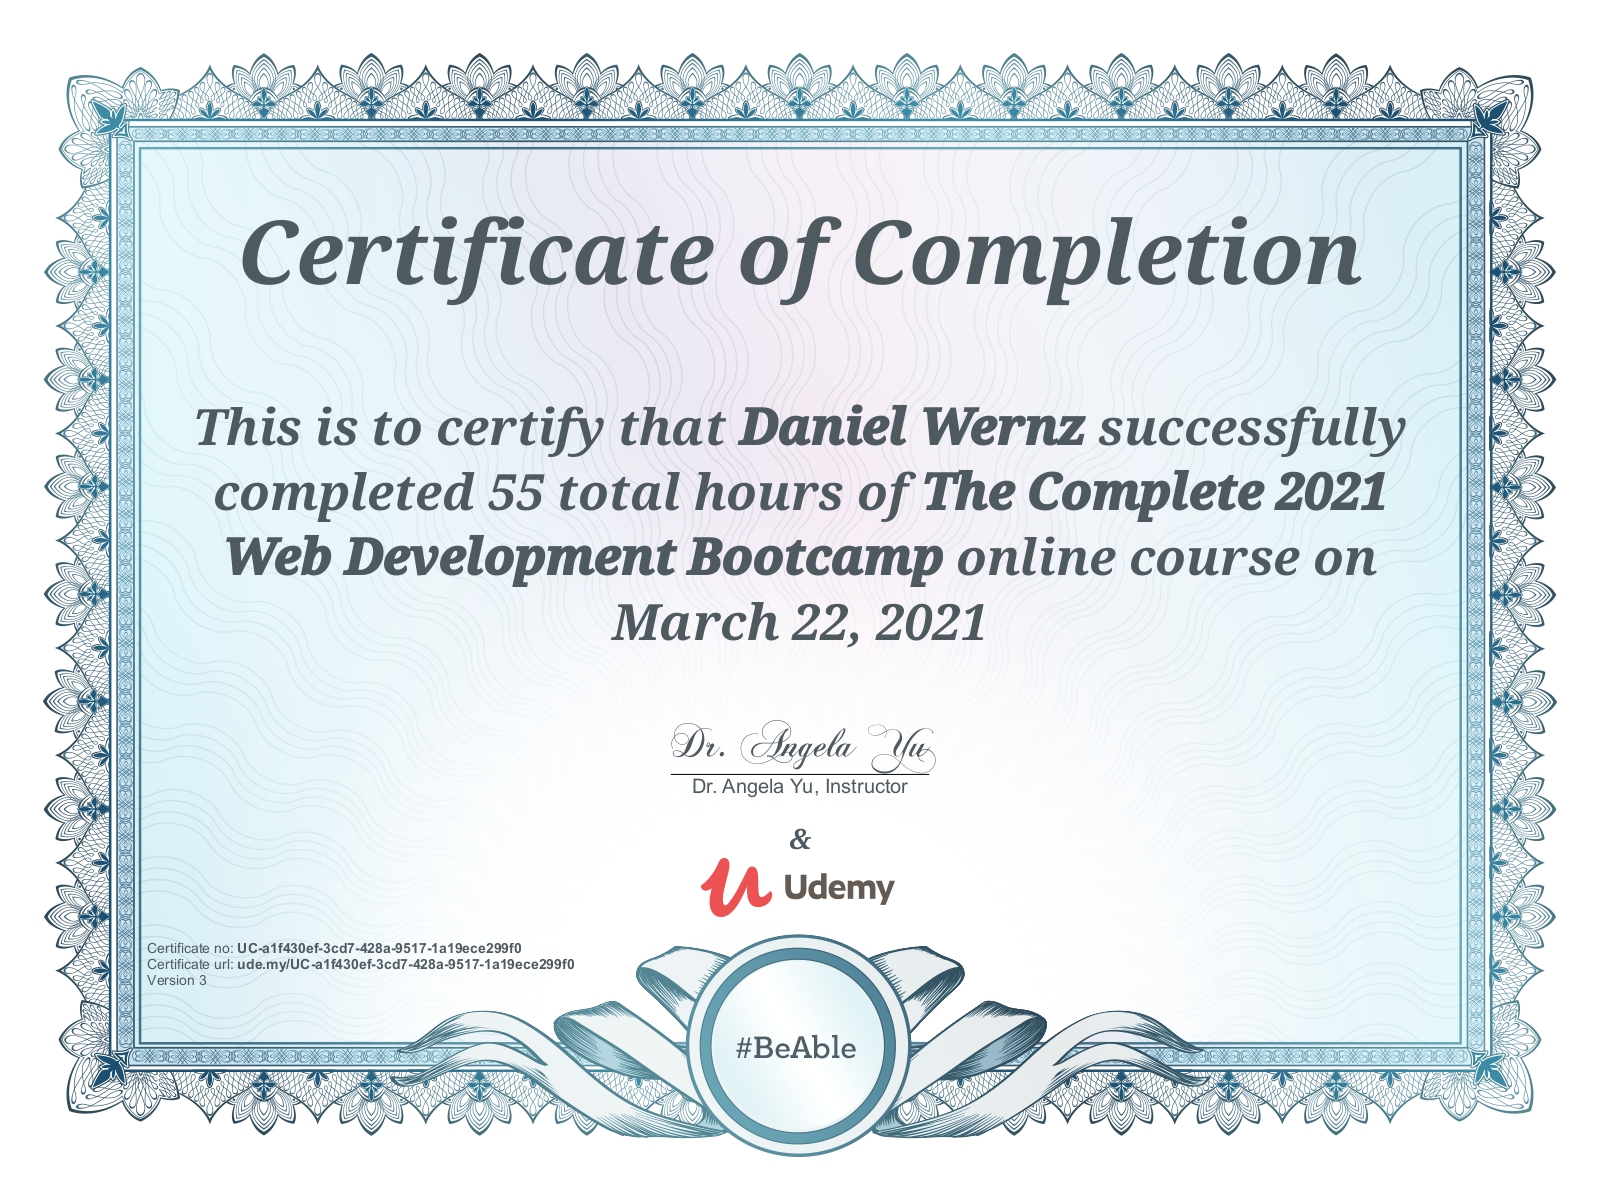 Certificate of Completion
This is to certify that Daniel Wernz successfully
completed 55 total hours of The Complete 2021
Web Development Bootcamp online course on
March 22, 2021
Dr. Angela Yu
Dr. Angela Yu, Instructor
&
Udemy
Certificate no: UC-a1f430ef-3cd7-428a-9517-1a19ece299f0
Certificate url: ude.my/UC-a1f430ef-3cd7-428a-9517-1a19ece299f0
Version 3
#BeAble